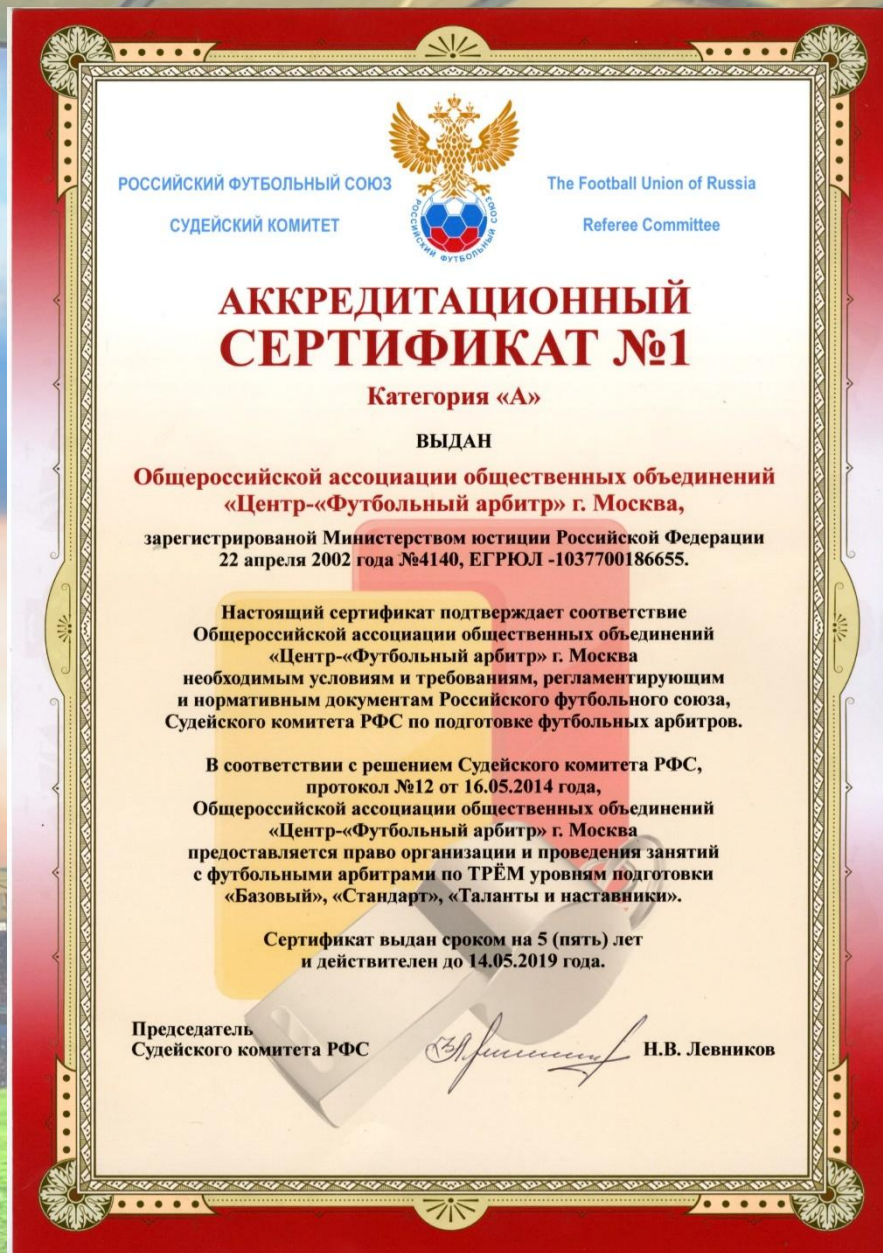 РОССИЙСКИЙ ФУТБОЛЬНЫЙ СОЮЗ
СУДЕЙСКИЙ КОМИТЕТ
РОССИЙСКИЙ ФУТБОЛЬНЫЙ СОЮЗ
The Football Union of Russia
Referee Committee
АККРЕДИТАЦИОННЫЙ
СЕРТИФИКАТ №1
Категория «А»
ВЫДАН
Общероссийской ассоциации общественных объединений
«Центр-«Футбольный арбитр» г. Москва,
зарегистрированой Министерством юстиции Российской Федерации
22 апреля 2002 года №4140, ЕГРЮЛ -1037700186655.
Настоящий сертификат подтверждает соответствие
Общероссийской ассоциации общественных объединений
«Центр-«Футбольный арбитр» г. Москва
необходимым условиям и требованиям, регламентирующим
и нормативным документам Российского футбольного союза,
Судейского комитета РФС по подготовке футбольных арбитров.
В соответствии с решением Судейского комитета РФС,
протокол №12 от 16.05.2014 года,
Общероссийской ассоциации общественных объединений
«Центр-«Футбольный арбитр» г. Москва
предоставляется право организации и проведения занятий
с футбольными арбитрами по ТРЁМ уровням подготовки
«Базовый», «Стандарт», «Таланты и наставники».
Сертификат выдан сроком на 5 (пять) лет
и действителен до 14.05.2019 года.
Председатель
Судейского комитета РФС
Н.В. Левников